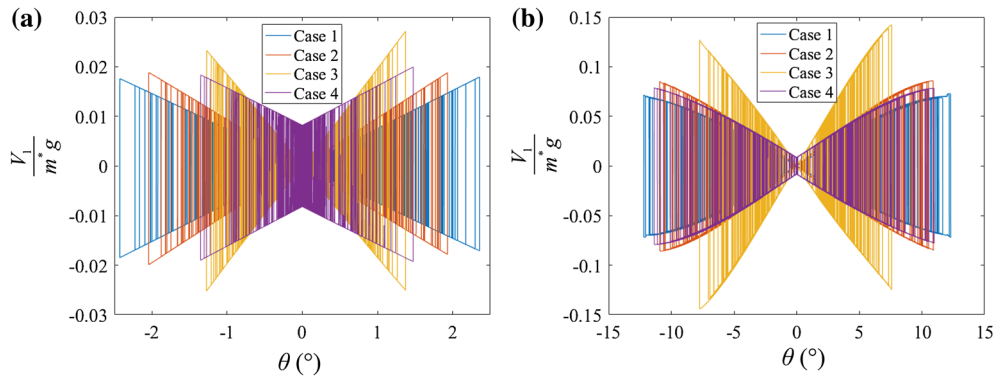 (a)
0.03
0.02
0.01
0
-0.01
-0.02
-0.03
V₁
m*g
Case 1
Case 2
Case 3
Case 4
-2
-1
0
1
2
θ (°)
(b)
0.15
0.1
0.05
0
-0.05
-0.1
-0.15
V₁
m*g
Case 1
Case 2
Case 3
Case 4
-15
-10
-5
0
5
10
15
θ (°)